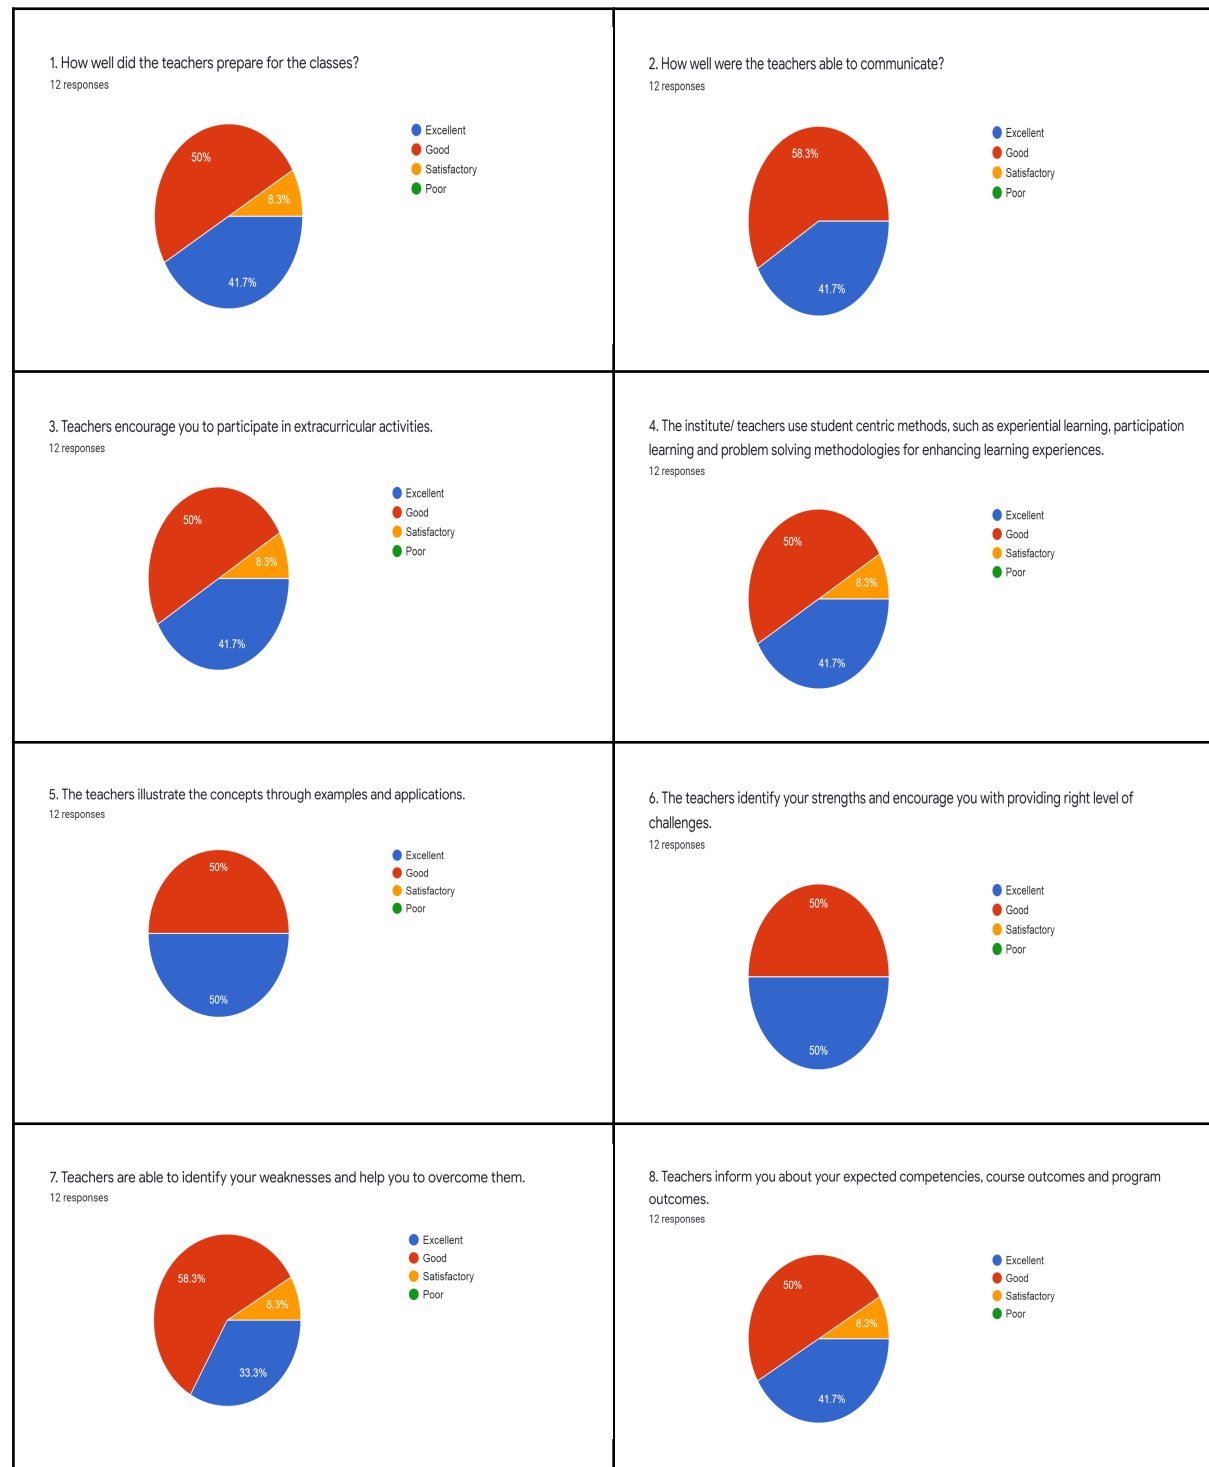 1. How well did the teachers prepare for the classes?
12 responses
50%
8.3%
41.7%
Excellent
Good
Satisfactory
Poor
2. How well were the teachers able to communicate?
12 responses
58.3%
41.7%
Excellent
Good
Satisfactory
Poor
3. Teachers encourage you to participate in extracurricular activities.
12 responses
50%
8.3%
41.7%
Excellent
Good
Satisfactory
Poor
4. The institute/ teachers use student centric methods, such as experiential learning, participation
learning and problem solving methodologies for enhancing learning experiences.
12 responses
50%
8.3%
41.7%
Excellent
Good
Satisfactory
Poor
5. The teachers illustrate the concepts through examples and applications.
12 responses
50%
50%
Excellent
Good
Satisfactory
Poor
6. The teachers identify your strengths and encourage you with providing right level of
challenges.
12 responses
50%
50%
Excellent
Good
Satisfactory
Poor
7. Teachers are able to identify your weaknesses and help you to overcome them.
12 responses
58.3%
8.3%
33.3%
Excellent
Good
Satisfactory
Poor
8. Teachers inform you about your expected competencies, course outcomes and program
outcomes.
12 responses
50%
8.3%
41.7%
Excellent
Good
Satisfactory
Poor